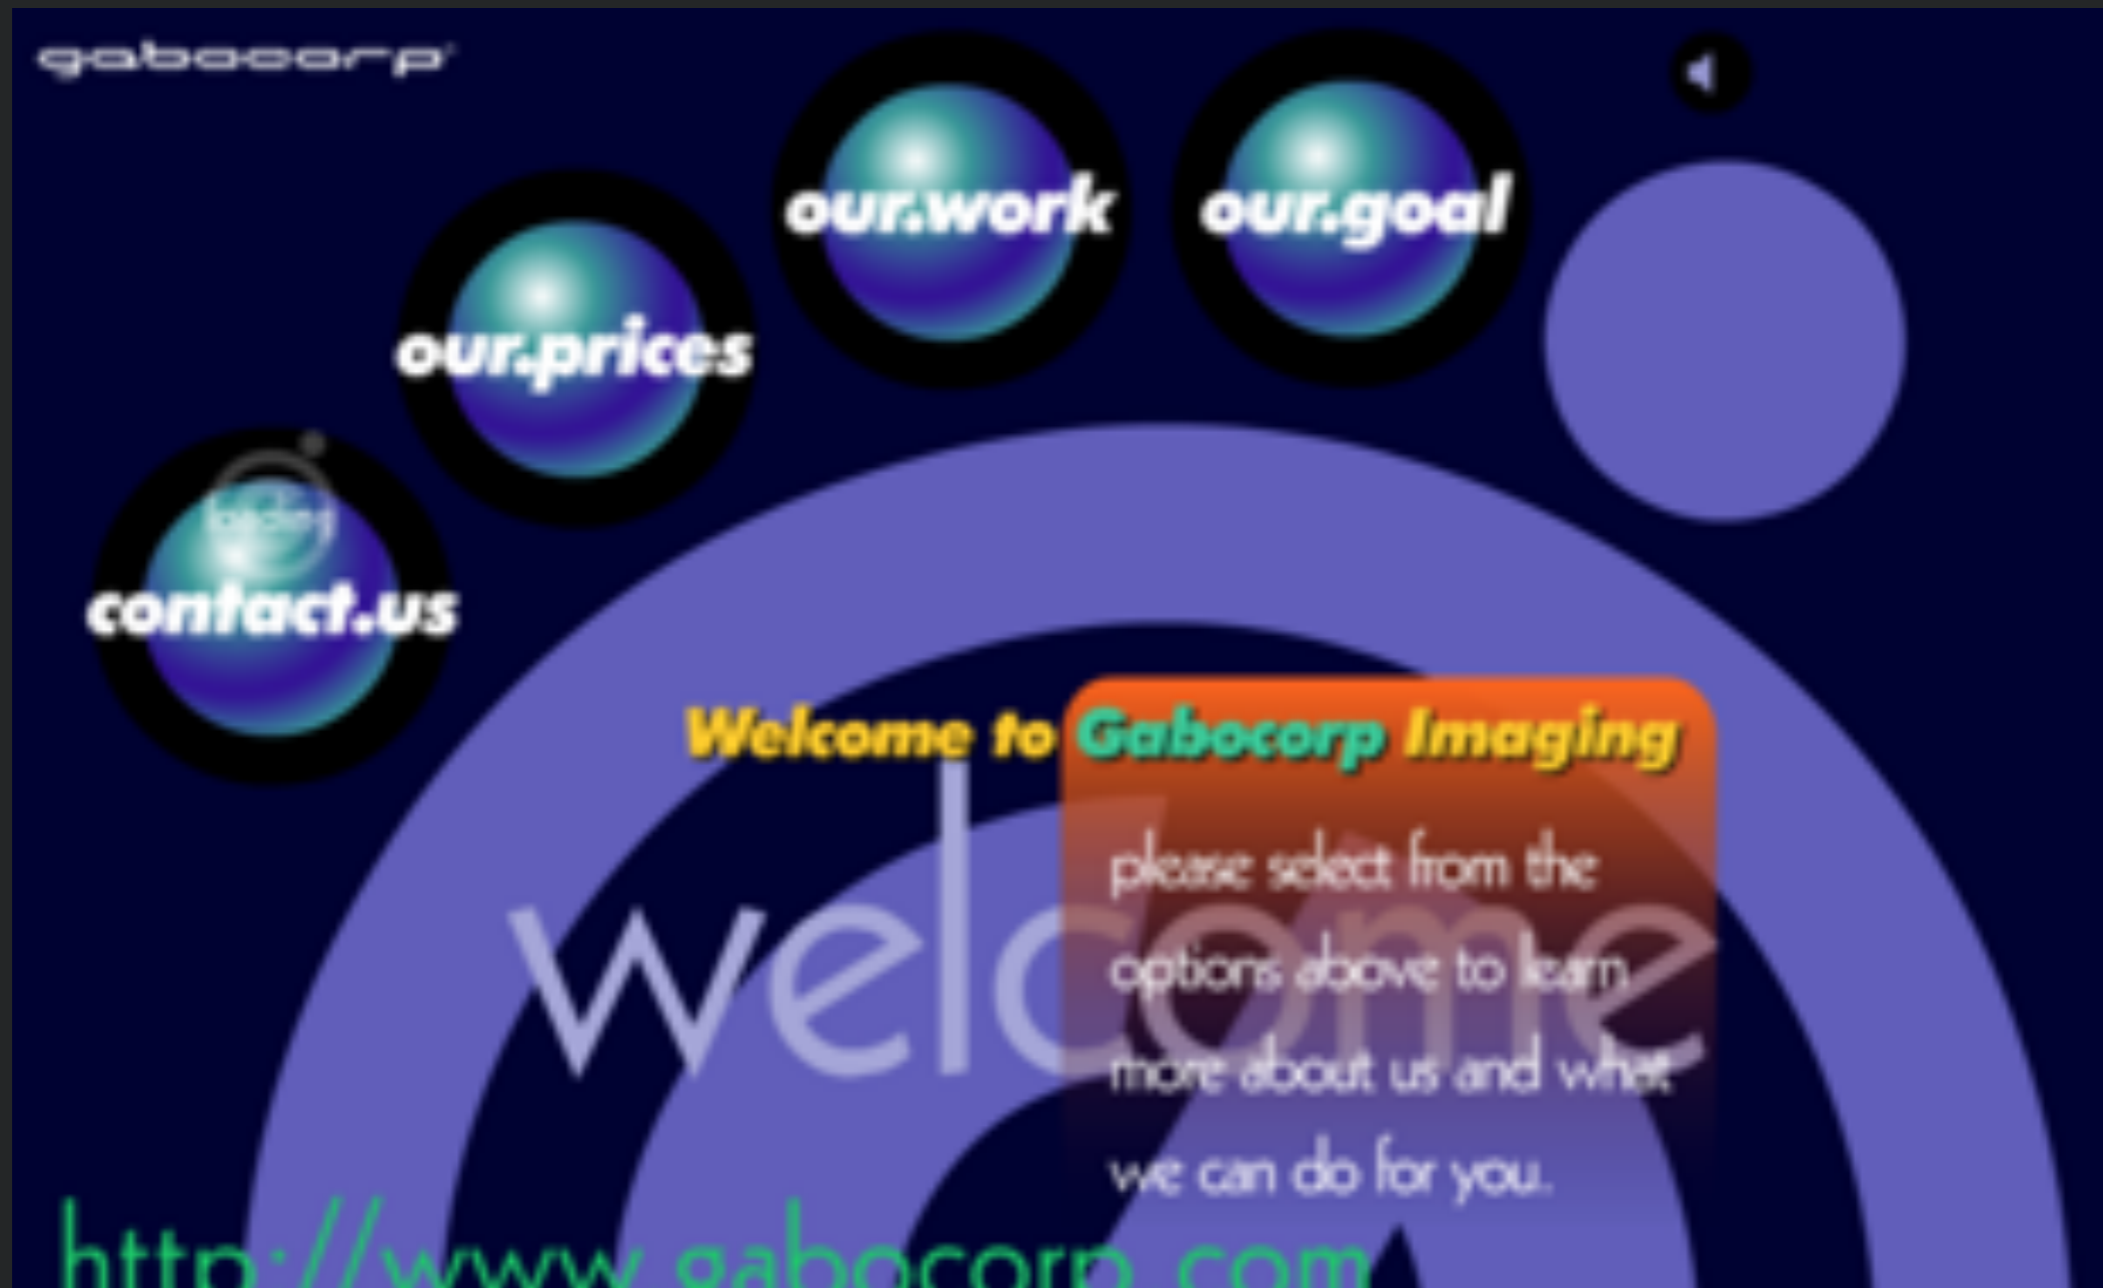 gabocorp
our.work
our.goal
our.prices
loading
contact.us
Welcome to Gabocorp Imaging
welcome
please select from the
options above to learn
more about us and what
we can do for you.
http://www.gabocorp.com